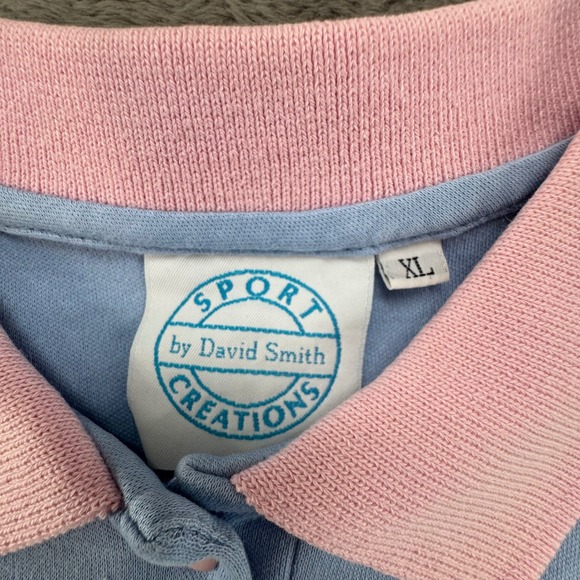 SPORT
by David Smith
CREATIONS
XL